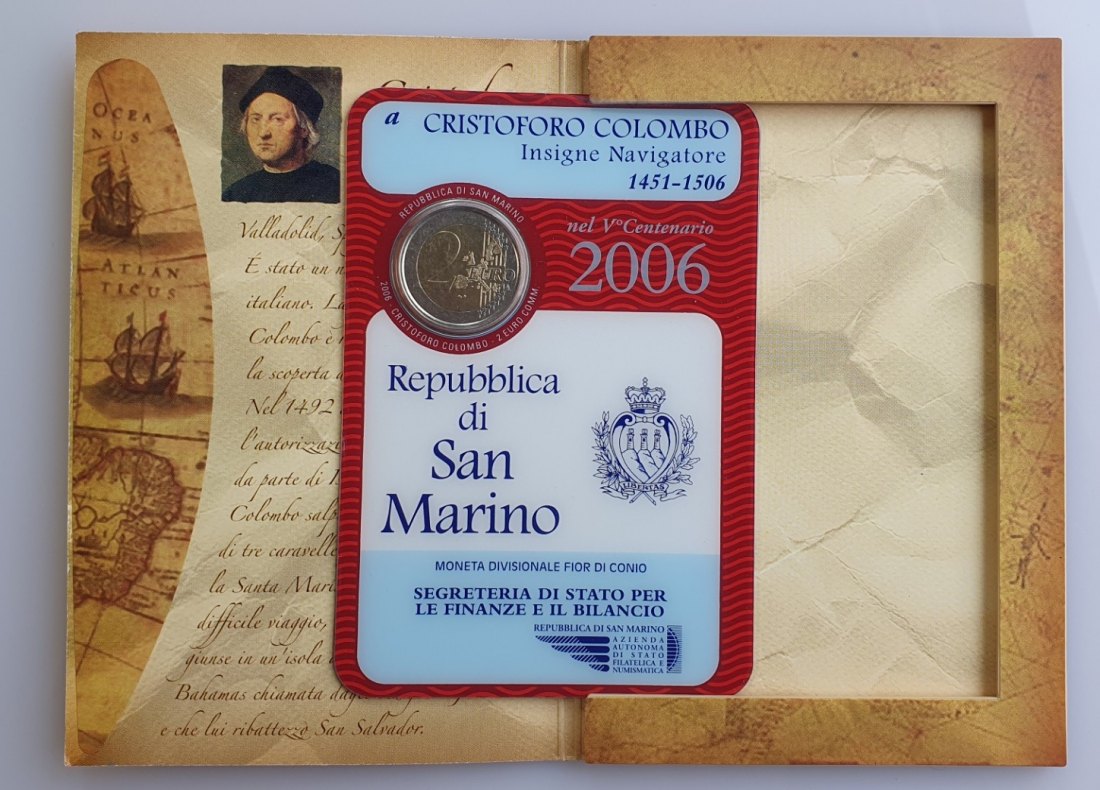 OCEA
NUS
ATLAN
TICUS
Valladolid,
È stato un
italiano.
Colombo è
la scoperta
Nel 1492
l'autorizzazi
da parte di
Colombo salp
di tre caravelle
la Santa Mari
difficile viaggio,
giunse in un'isola
Bahamas chiamata
e che lui ribattezzò San Salvador.
a CRISTOFORO COLOMBO
Insigne Navigatore
1451-1506
nel V° Centenario
2006
REPUBBLICA DI SAN MARINO
2006 - CRISTOFORO COLOMBO - 2 EURO COMM.
2 EURO
Repubblica
di
San
Marino
LIBERTAS
MONETA DIVISIONALE FIOR DI CONIO
SEGRETERIA DI STATO PER
LE FINANZE E IL BILANCIO
REPUBBLICA DI SAN MARINO
AZIENDA
AUTONOMA
DI STATO
FILATELICA E
NUMISMATICA